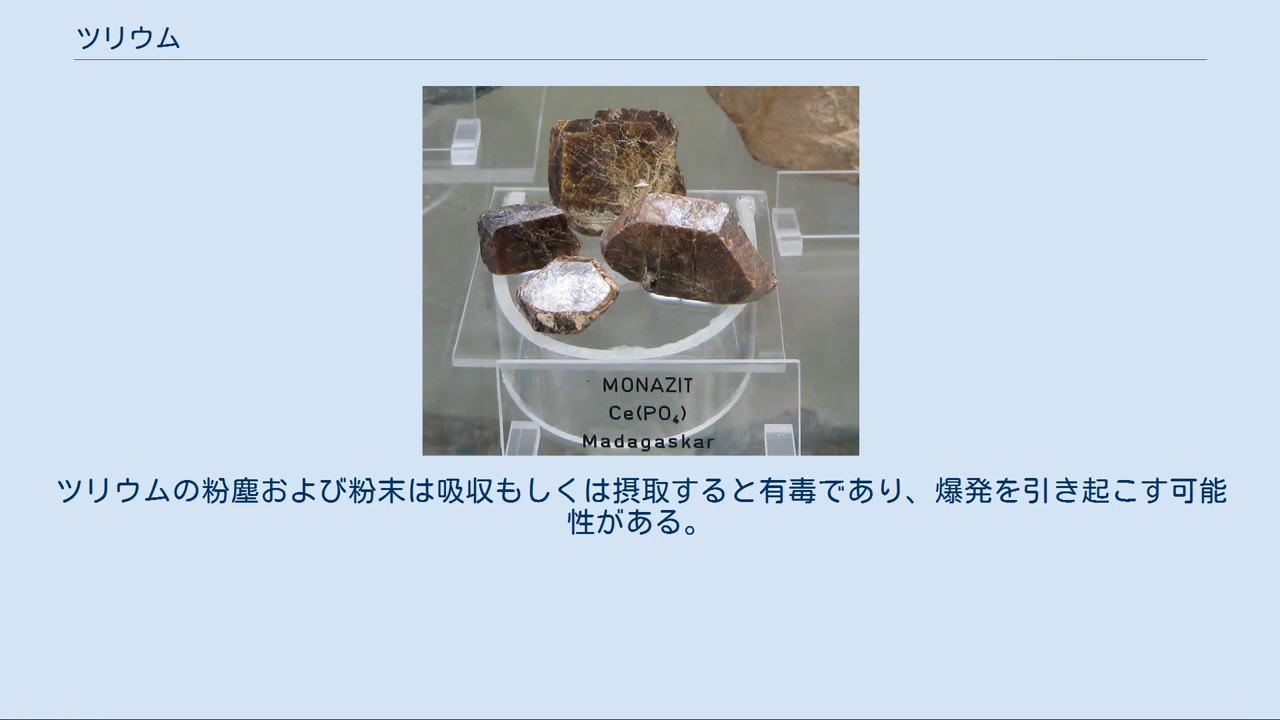 ツリウム
MONAZIT
Ce(PO₄)
Madagaskar
ツリウムの粉塵および粉末は吸収もしくは摂取すると有毒であり、爆発を引き起こす可能
性がある。